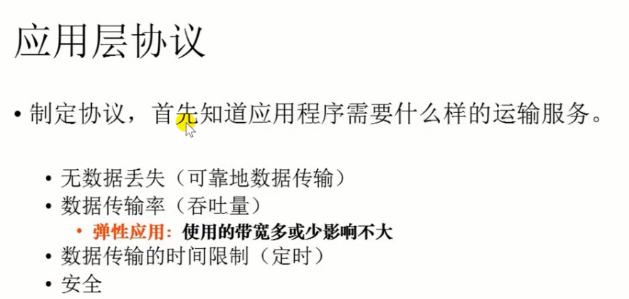 应用层协议
• 制定协议，首先知道应用程序需要什么样的运输服务。
• 无数据丢失（可靠地数据传输）
• 数据传输率（吞吐量）
• 弹性应用：使用的带宽多或少影响不大
• 数据传输的时间限制（定时）
• 安全